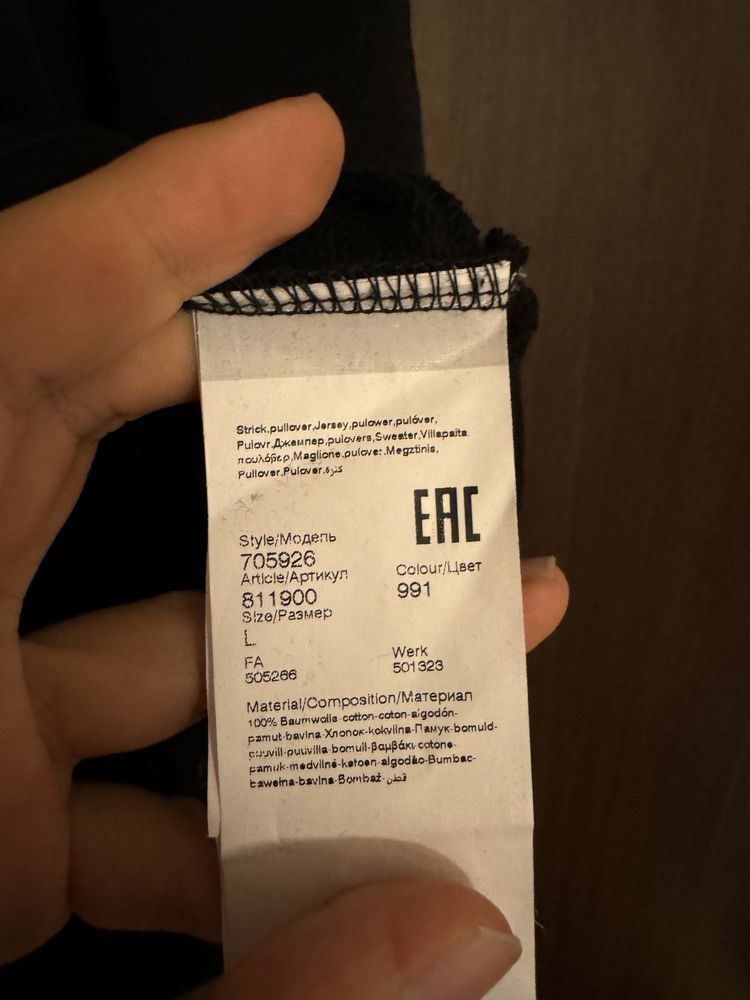 Strick,pullover,Jersey,pulower,pulóver,
Pulovr,Джемпер,pulovers,Sweater,Villapaita
πουλόβερ,Maglione,pulover,Megztinis,
Pullover,Pulover,كنزة
EAC
Style/Модель
705926
Article/Артикул
811900
Colour/Цвет
991
Size/Размер
L
FA
505266
Werk
501323
Material/Composition/Материал
100% Baumwolle-cotton-coton-algodón-
pamut-bavlna-Хлопок-kokvilna-Памук-bomuld-
puuvill-puuvilla-bomull-βαμβάκι-cotone-
pamuk-medvilnė-katoen-algodão-Bumbac-
bawełna-bavlna-Bombaž-قطن